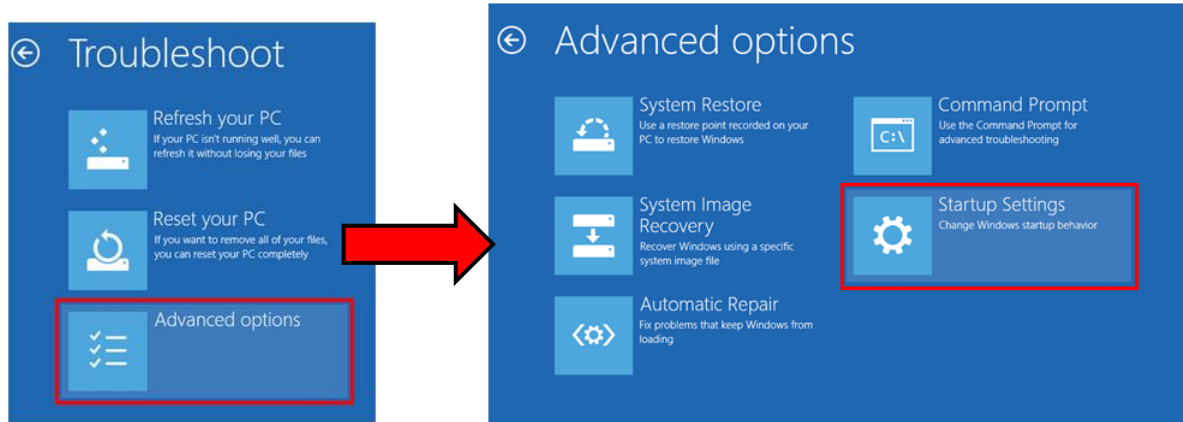 Troubleshoot
Refresh your PC
If your PC isn't running well, you can
refresh it without losing your files
Reset your PC
If you want to remove all of your files,
you can reset your PC completely
Advanced options
Advanced options
System Restore
Use a restore point recorded on your
PC to restore Windows
System Image
Recovery
Recover Windows using a specific
system image file
Automatic Repair
Fix problems that keep Windows from
loading
Command Prompt
Use the Command Prompt for
advanced troubleshooting
C:\
Startup Settings
Change Windows startup behavior